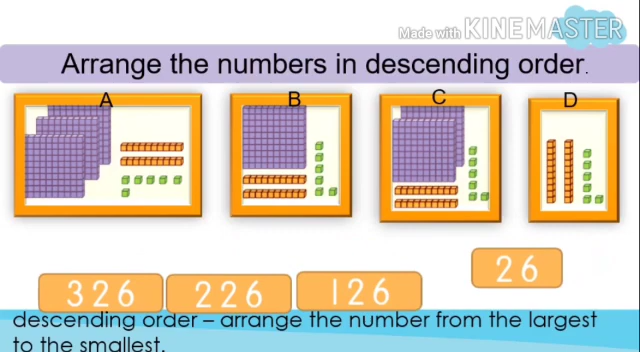 Made with KINEMASTER
Arrange the numbers in descending order.
A B C D
26
326 226 126
descending order – arrange the number from the largest
to the smallest.